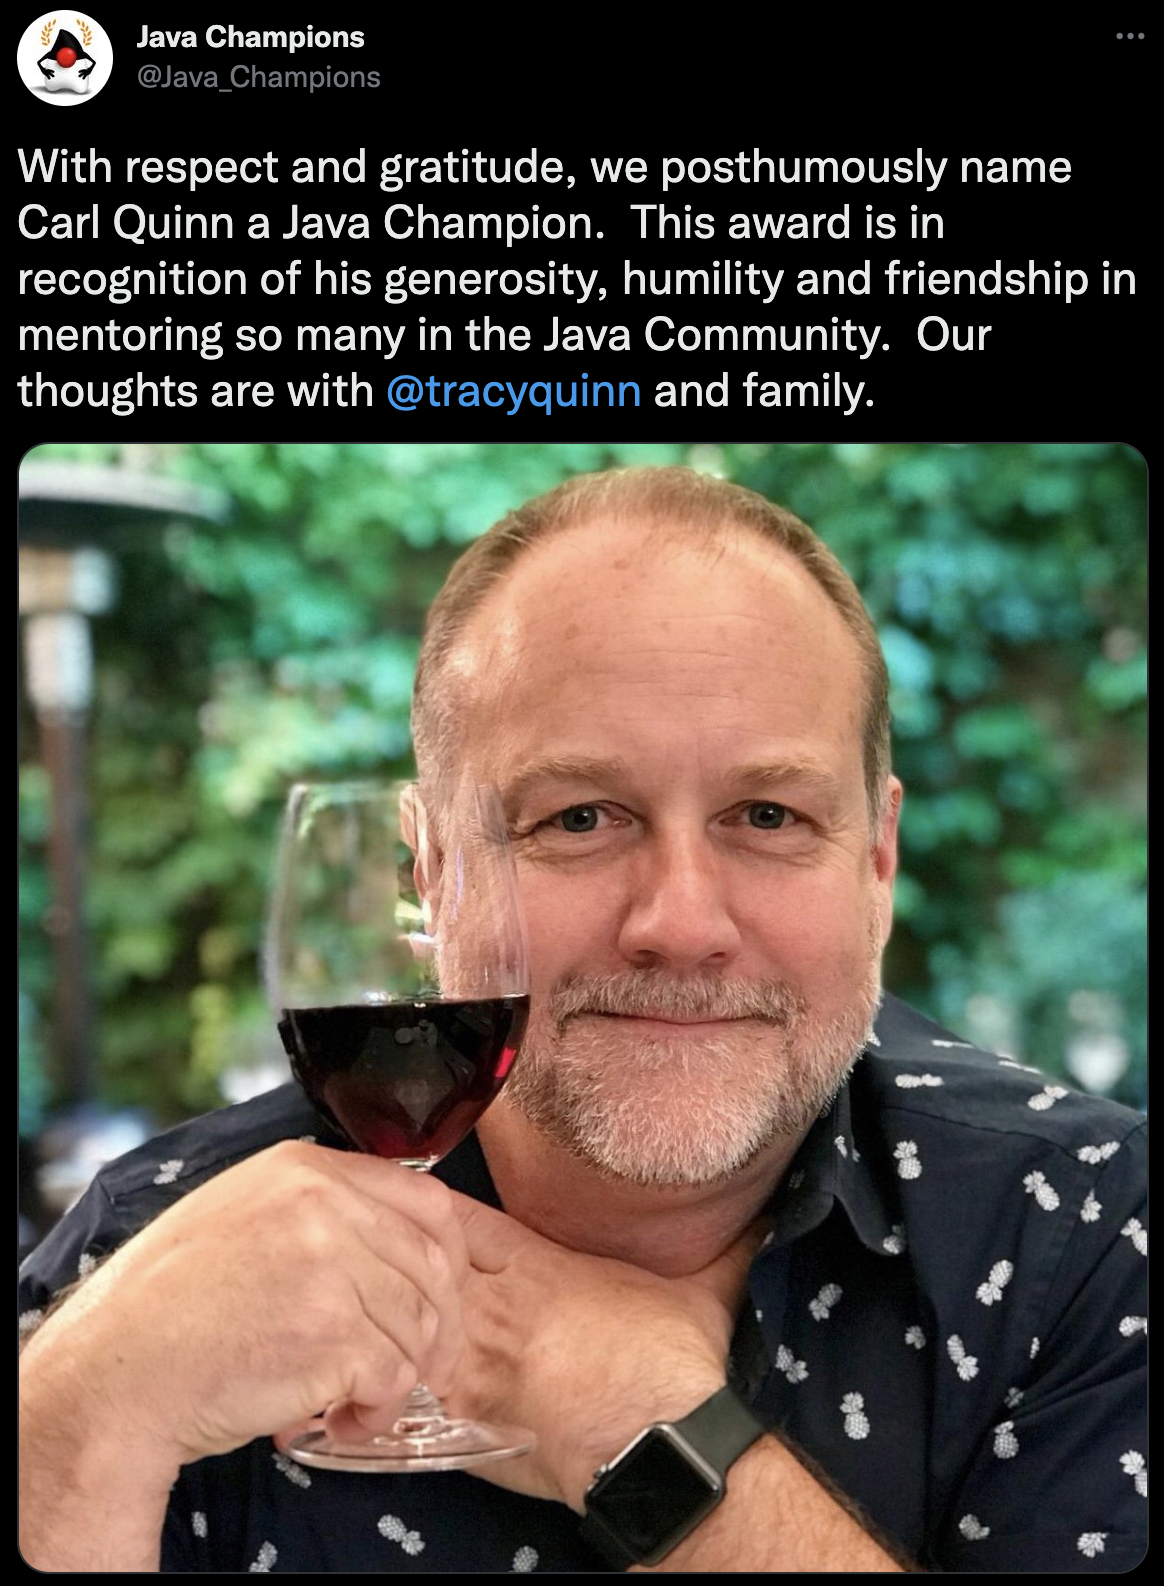 Java Champions
@Java_Champions
With respect and gratitude, we posthumously name
Carl Quinn a Java Champion.  This award is in
recognition of his generosity, humility and friendship in
mentoring so many in the Java Community.  Our
thoughts are with @tracyquinn and family.